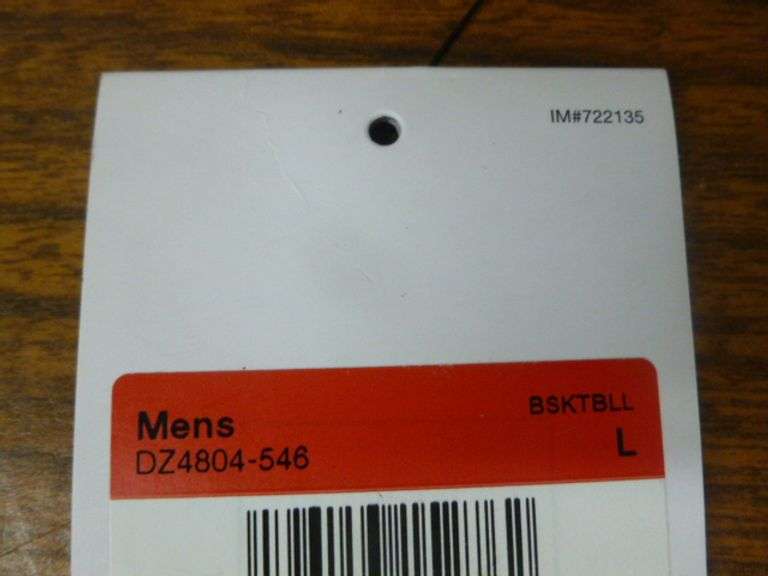 IM#722135
Mens BSKTBLL
DZ4804-546 L